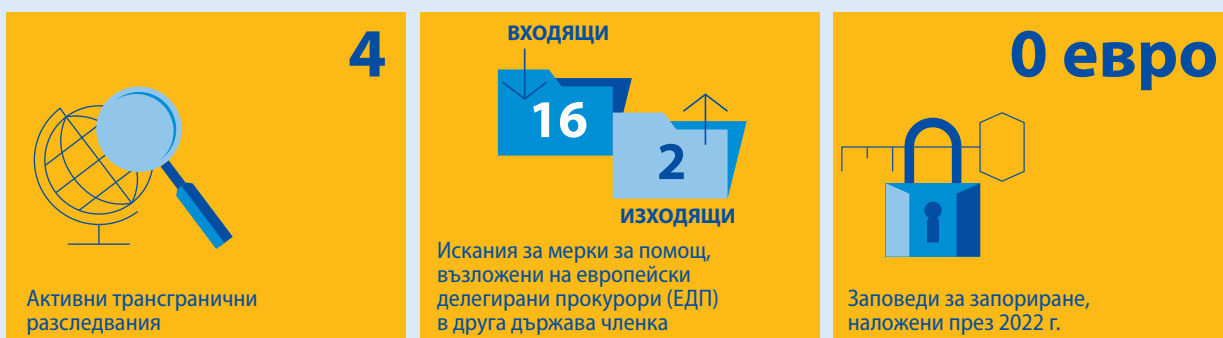 4
Активни трансгранични
разследвания
ВХОДЯЩИ
16
2
ИЗХОДЯЩИ
Искания за мерки за помощ,
възложени на европейски
делегирани прокурори (ЕДП)
в друга държава членка
0 евро
Заповеди за запориране,
наложени през 2022 г.